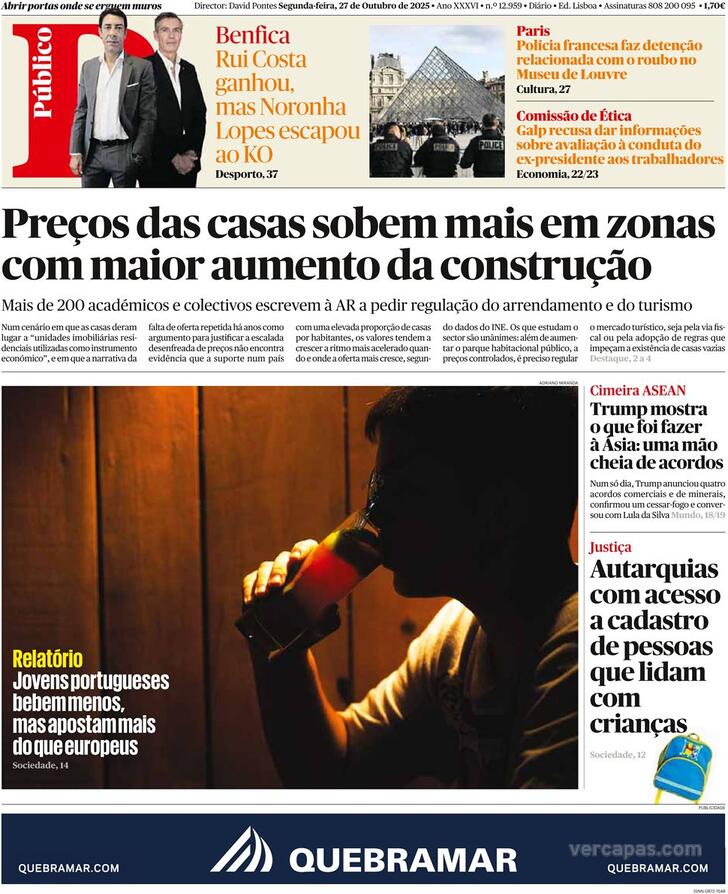 Abrir portas onde se erguem muros
Director: David Pontes Segunda-feira, 27 de Outubro de 2025 • Ano XXXVI • n.º 12.959 • Diário • Ed. Lisboa • Assinaturas 808 200 095 • 1,70€
Público
Benfica
Rui Costa
ganhou,
mas Noronha
Lopes escapou
ao KO
Desporto, 37
POLICE
POLICE
Paris
Polícia francesa faz detenção
relacionada com o roubo no
Museu de Louvre
Cultura, 27
Comissão de Ética
Galp recusa dar informações
sobre avaliação à conduta do
ex-presidente aos trabalhadores
Economia, 22/23
Preços das casas sobem mais em zonas
com maior aumento da construção
Mais de 200 académicos e colectivos escrevem à AR a pedir regulação do arrendamento e do turismo
Num cenário em que as casas deram
lugar a “unidades imobiliárias resi-
denciais utilizadas como instrumento
económico”, e em que a narrativa da
falta de oferta repetida há anos como
argumento para justificar a escalada
desenfreada de preços não encontra
evidência que a suporte num país
com uma elevada proporção de casas
por habitantes, os valores tendem a
crescer a ritmo mais acelerado quan-
do e onde a oferta mais cresce, segun-
do dados do INE. Os que estudam o
sector são unânimes: além de aumen-
tar o parque habitacional público, a
preços controlados, é preciso regular
o mercado turístico, seja pela via fis-
cal ou pela adopção de regras que
impeçam a existência de casas vazias
Destaque, 2 a 4
ADRIANO MIRANDA
Relatório
Jovens portugueses
bebem menos,
mas apostam mais
do que europeus
Sociedade, 14
Cimeira ASEAN
Trump mostra
o que foi fazer
à Ásia: uma mão
cheia de acordos
Num só dia, Trump anunciou quatro
acordos comerciais e de minerais,
confirmou um cessar-fogo e conver-
sou com Lula da Silva Mundo, 18/19
Justiça
Autarquias
com acesso
a cadastro
de pessoas
que lidam
com
crianças
Sociedade, 12
PUBLICIDADE
QUEBRAMAR.COM
QUEBRAMAR
vercapas.com
QUEBRAMAR.COM
ISNN-0872-1548